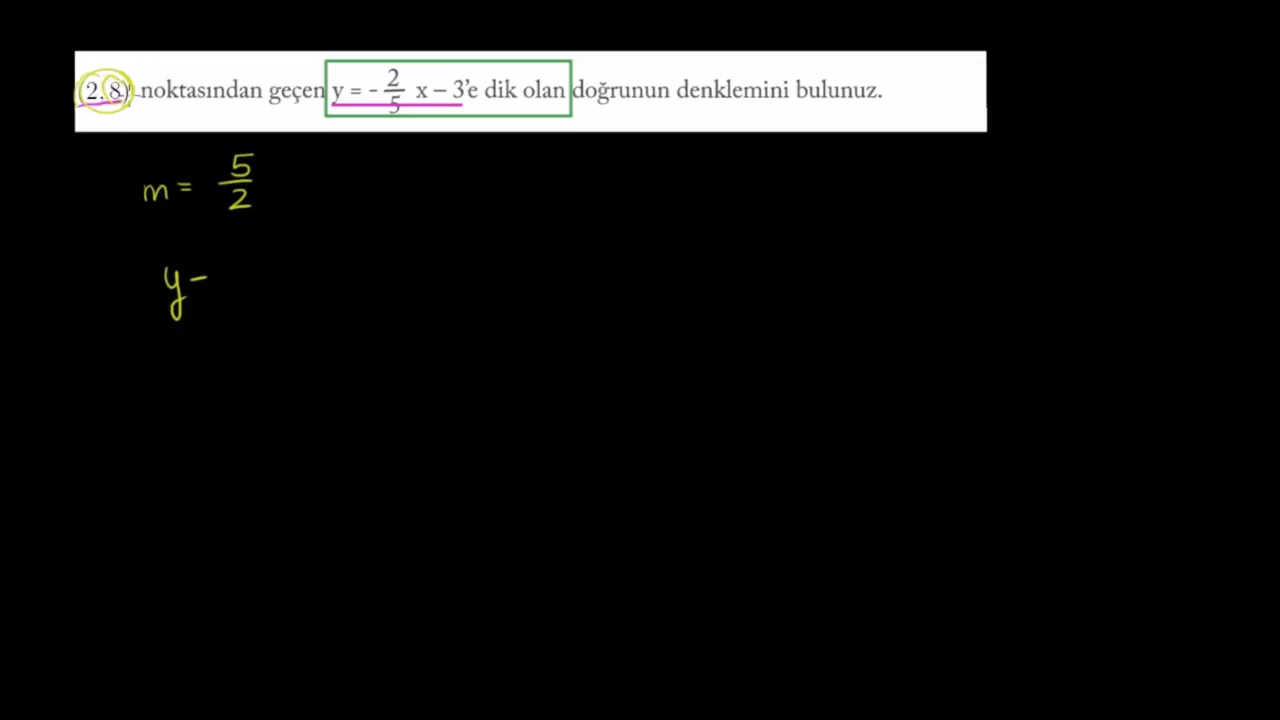 (2,8) noktasından geçen y = - 2/5 x – 3’e dik olan doğrunun denklemini bulunuz.
m = 5/2
y -